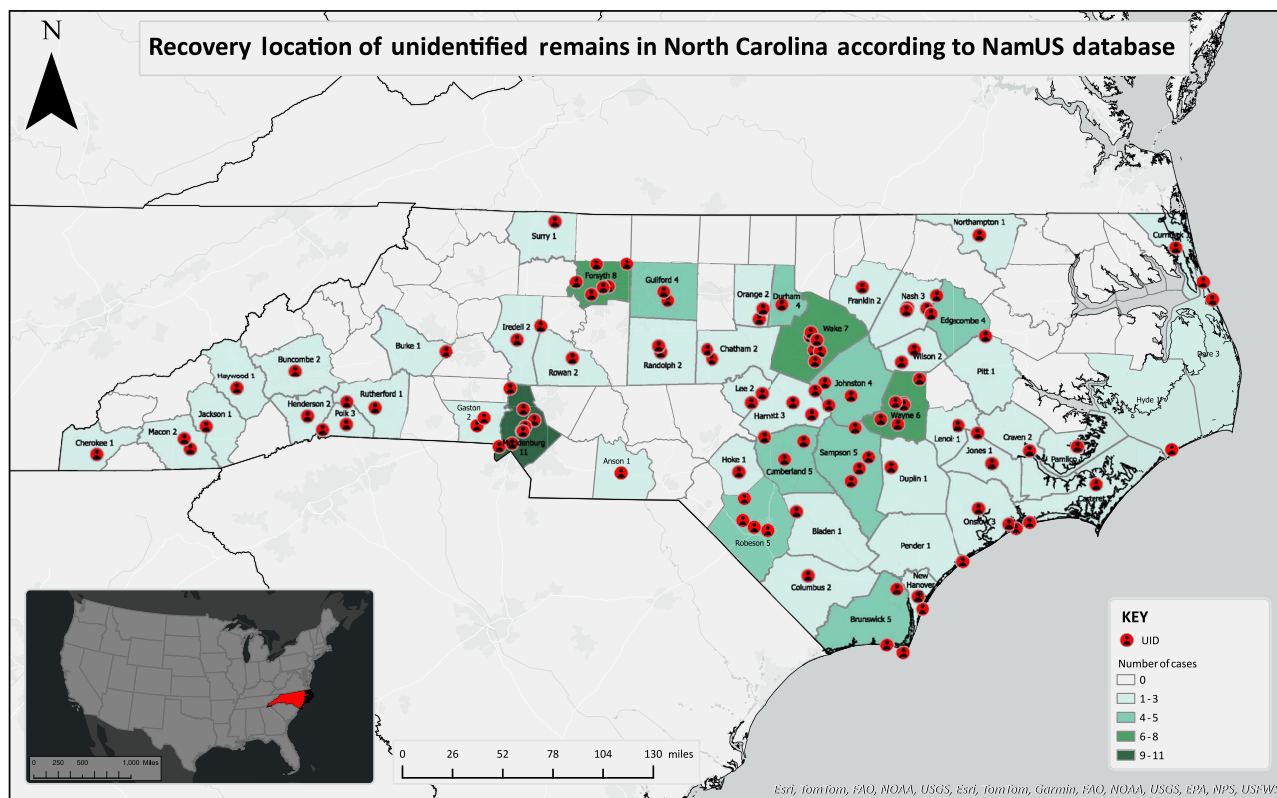 N
Recovery location of unidentified remains in North Carolina according to NamUS database
Northampton 1
Surry 1
Forsyth 8
Guilford 4
Orange 2
Durham
4
Franklin 2
Nash 3
Edgecombe 4
Wake 7
Dare 3
Iredell 2
Burke 1
Rowan 2
Randolph 2
Chatham 2
Wilson 2
Pitt 1
Buncombe 2
Haywood 1
Rutherford 1
Henderson 2
Polk 3
Jackson 1
Macon 2
Cherokee 1
Gaston
2
11
Anson 1
Lee 2
Harnett 3
Johnston 4
Wayne 6
Hyde
Lenoir 1
Craven 2
Jones 1
Pamlico
Carteret
Hoke 1
Cumberland 5
Sampson 5
Duplin 1
Onslow 3
Robeson 5
Bladen 1
Pender 1
Columbus 2
New
Hanover
Brunswick 5
KEY
UID
Number of cases
0
1 - 3
4 - 5
6 - 8
9 - 11
0 250 500 1,000 Miles
0 26 52 78 104 130 miles
Esri, TomTom, FAO, NOAA, USGS, Esri, TomTom, Garmin, FAO, NOAA, USGS, EPA, NPS, USFWS